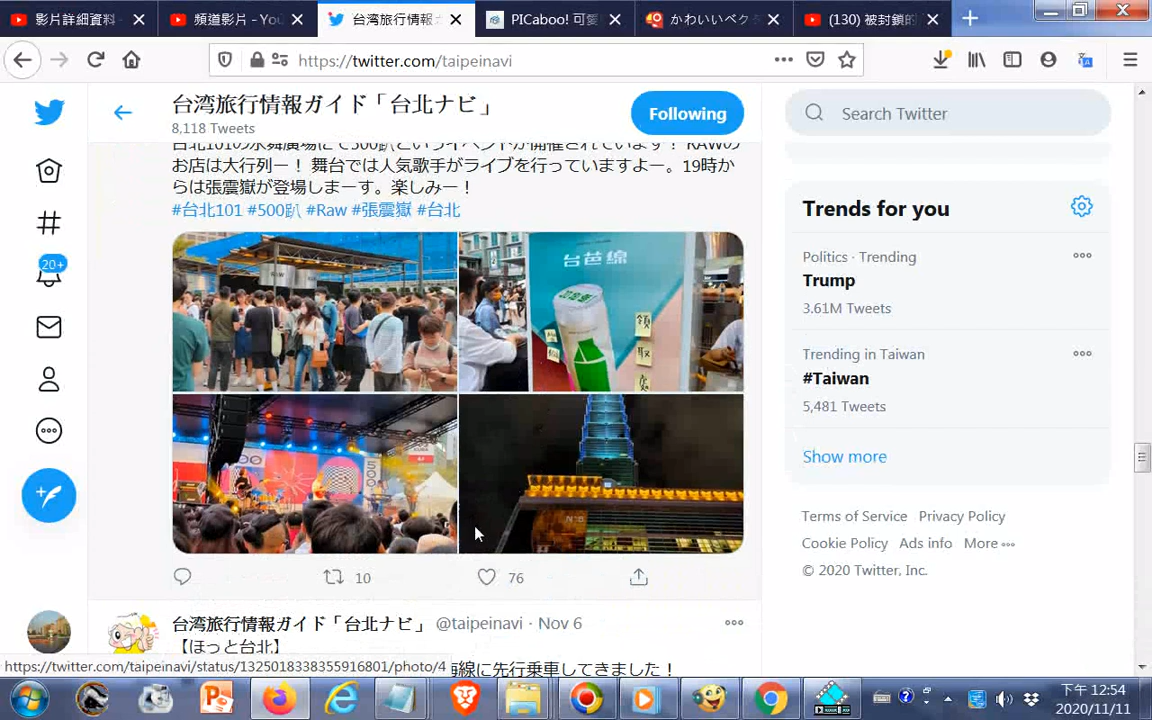 影片詳細資料 -
頻道影片 - You
台湾旅行情報ガ
PICaboo! 可愛
かわいいベク
(130) 被封鎖的
https://twitter.com/taipeinavi
台湾旅行情報ガイド「台北ナビ」
8,118 Tweets
Following
Search Twitter
台北101の水舞廣場にて500趴というイベントが開催されています！ RAWの
お店は大行列ー！ 舞台では人気歌手がライブを行っていますよー。19時か
らは張震嶽が登場しまーす。楽しみー！
#台北101 #500趴 #Raw #張震嶽 #台北
RAW
台芭線
領
取
500
10
76
台湾旅行情報ガイド「台北ナビ」 @taipeinavi · Nov 6
【ほっと台北】
海線に先行乗車してきました！
20+
Trends for you
Politics · Trending
Trump
3.61M Tweets
Trending in Taiwan
#Taiwan
5,481 Tweets
Show more
Terms of Service Privacy Policy
Cookie Policy Ads info More
© 2020 Twitter, Inc.
https://twitter.com/taipeinavi/status/1325018338355916801/photo/4
下午 12:54
2020/11/11